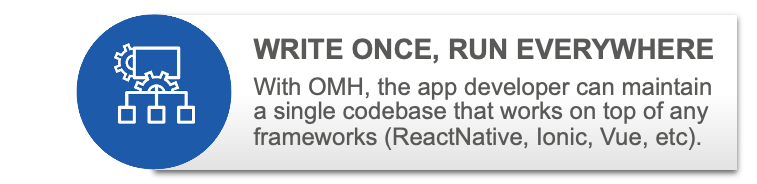 WRITE ONCE, RUN EVERYWHERE
With OMH, the app developer can maintain
a single codebase that works on top of any
frameworks (ReactNative, Ionic, Vue, etc).